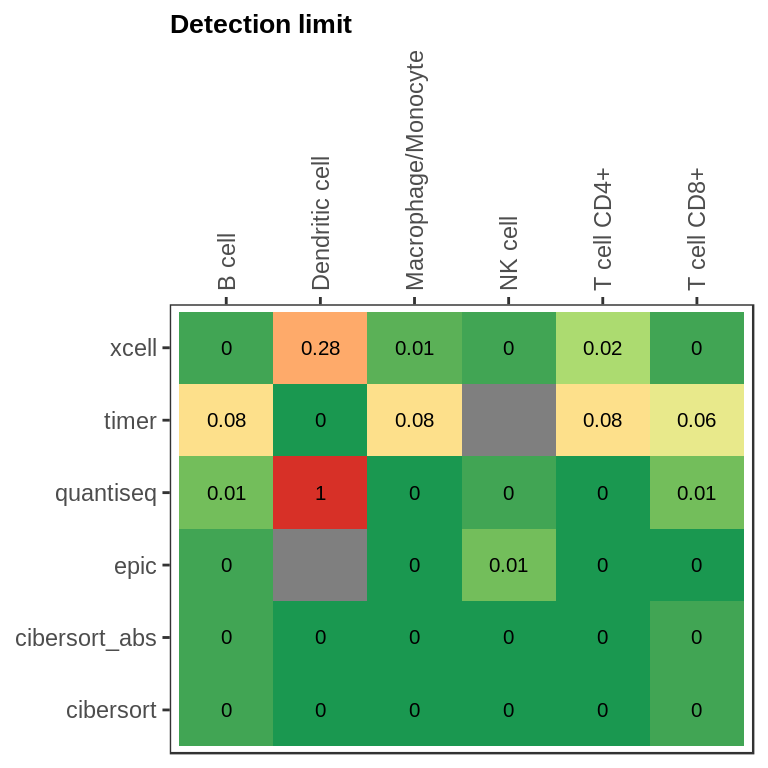 Detection limit
B cell
Dendritic cell
Macrophage/Monocyte
NK cell
T cell CD4+
T cell CD8+
xcell 0 0.28 0.01 0 0.02 0
timer 0.08 0 0.08 0.08 0.06
quantiseq 0.01 1 0 0 0 0.01
epic 0 0 0.01 0 0
cibersort_abs 0 0 0 0 0 0
cibersort 0 0 0 0 0 0